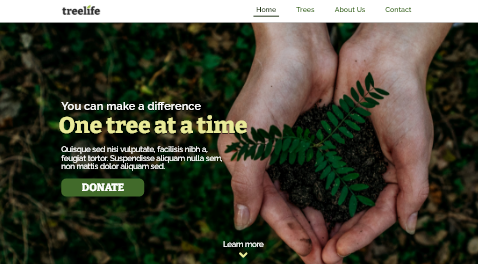 treelife
Home Trees About Us Contact
You can make a difference
One tree at a time
Quisque sed nisi vulputate, facilisis nibh a,
feugiat tortor. Suspendisse aliquam nulla sem,
non mattis dolor aliquam sed.
DONATE
Learn more